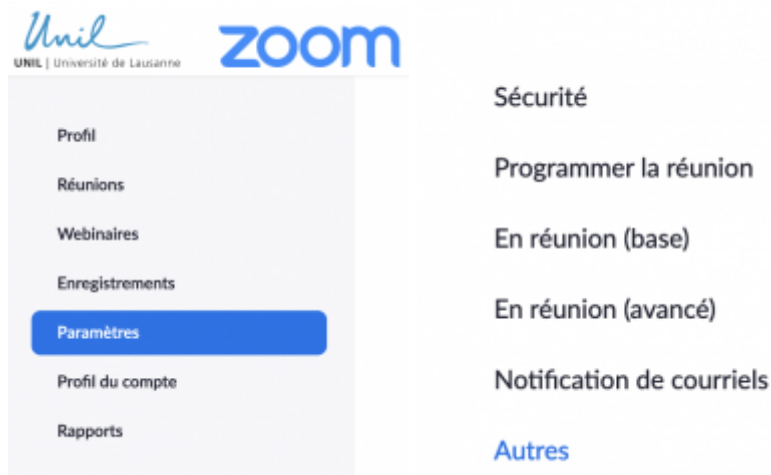 Unil
UNIL | Université de Lausanne
zoom
Profil
Réunions
Webinaires
Enregistrements
Paramètres
Profil du compte
Rapports
Sécurité
Programmer la réunion
En réunion (base)
En réunion (avancé)
Notification de courriels
Autres